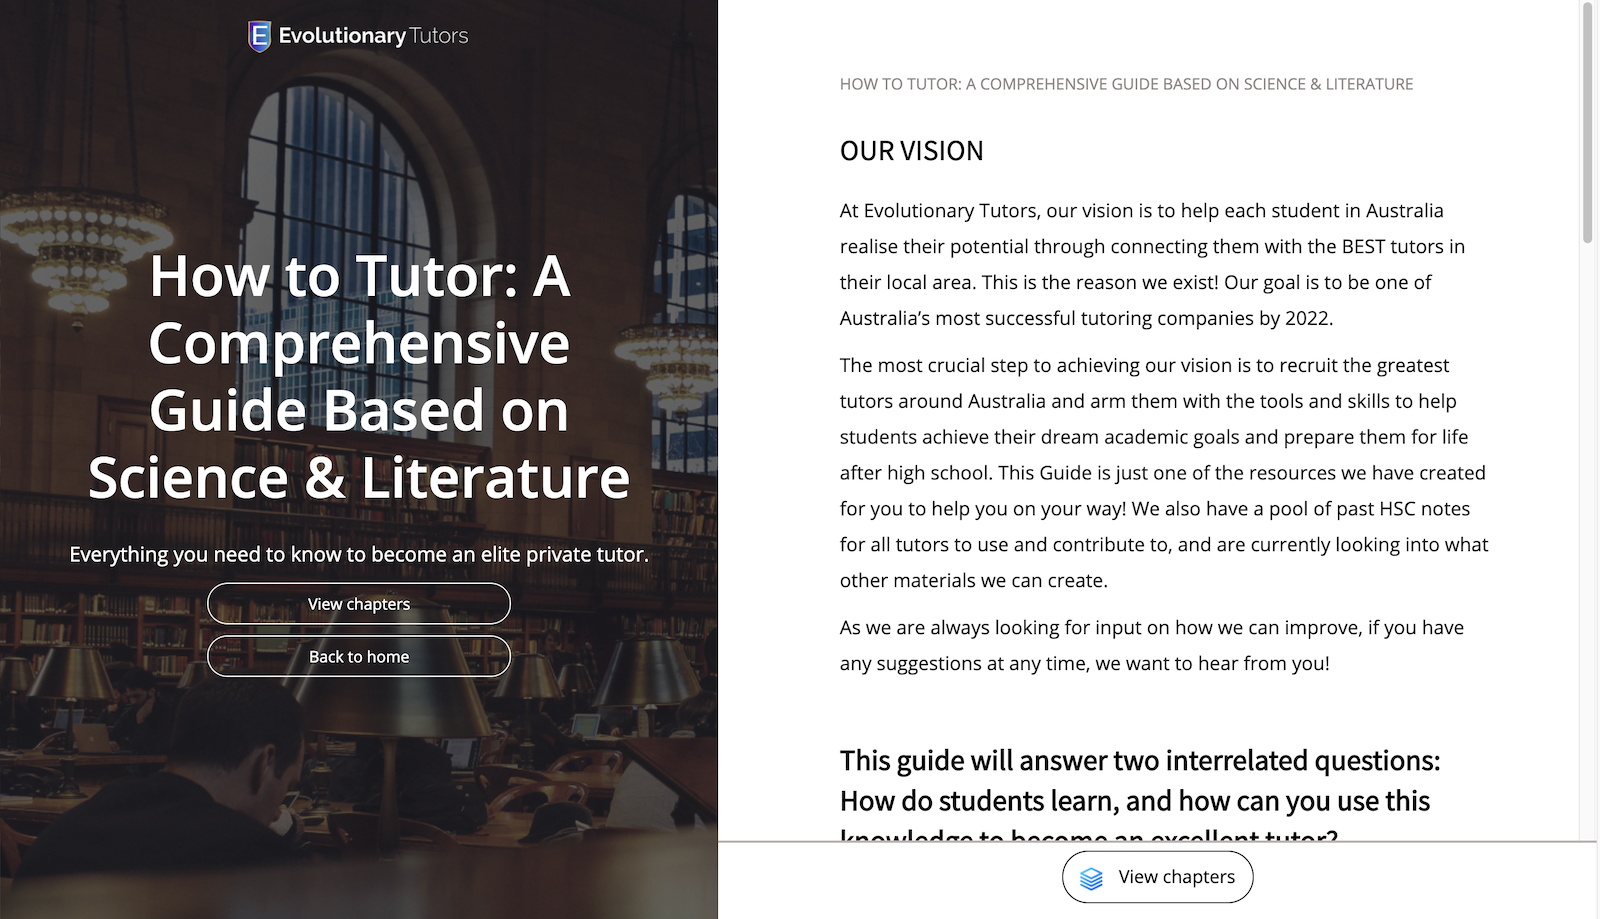 Evolutionary Tutors
How to Tutor: A
Comprehensive
Guide Based on
Science & Literature
Everything you need to know to become an elite private tutor.
View chapters
Back to home
HOW TO TUTOR: A COMPREHENSIVE GUIDE BASED ON SCIENCE & LITERATURE
OUR VISION
At Evolutionary Tutors, our vision is to help each student in Australia
realise their potential through connecting them with the BEST tutors in
their local area. This is the reason we exist! Our goal is to be one of
Australia’s most successful tutoring companies by 2022.
The most crucial step to achieving our vision is to recruit the greatest
tutors around Australia and arm them with the tools and skills to help
students achieve their dream academic goals and prepare them for life
after high school. This Guide is just one of the resources we have created
for you to help you on your way! We also have a pool of past HSC notes
for all tutors to use and contribute to, and are currently looking into what
other materials we can create.
As we are always looking for input on how we can improve, if you have
any suggestions at any time, we want to hear from you!
This guide will answer two interrelated questions:
How do students learn, and how can you use this
knowledge to become an excellent tutor?
View chapters